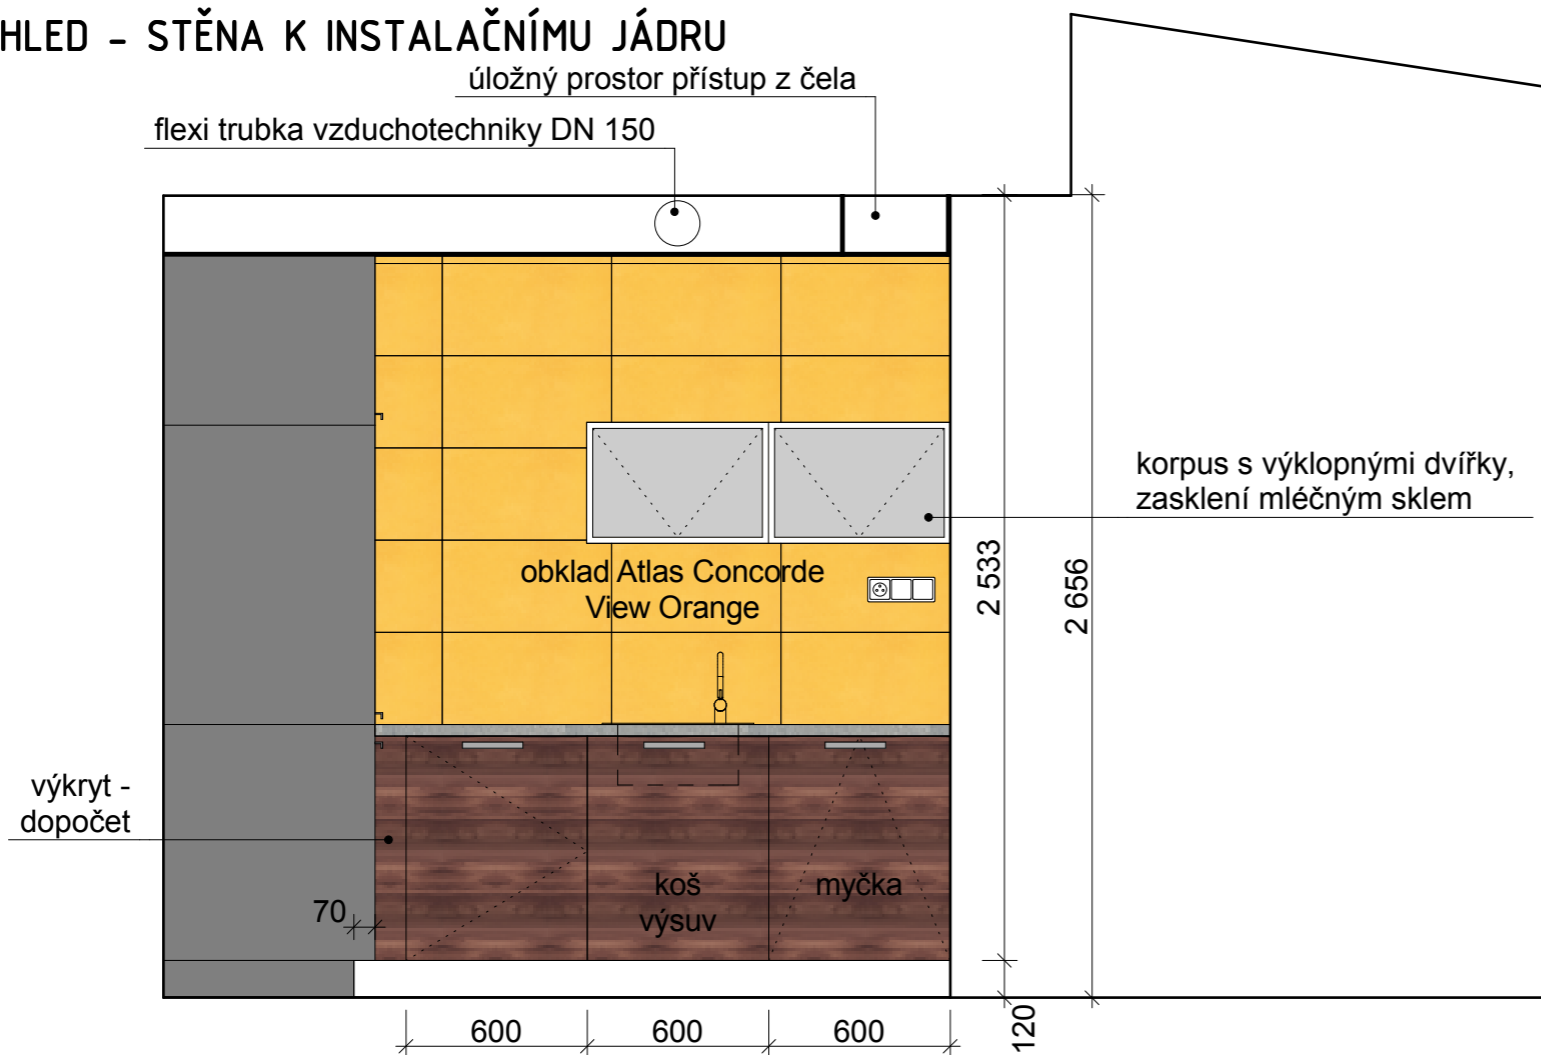 HLED - STĚNA K INSTALAČNÍMU JÁDRU
úložný prostor přístup z čela
flexi trubka vzduchotechniky DN 150
korpus s výklopnými dvířky,
zasklení mléčným sklem
obklad Atlas Concorde
View Orange
2 533
2 656
výkryt -
dopočet
koš
výsuv
myčka
70
600
600
600
120